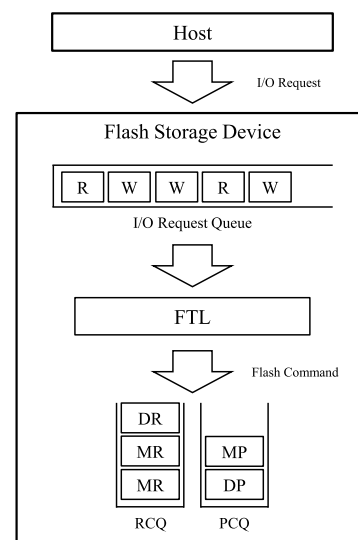 Host
I/O Request
Flash Storage Device
R W W R W
I/O Request Queue
FTL
Flash Command
DR
MR MP
MR DP
RCQ PCQ